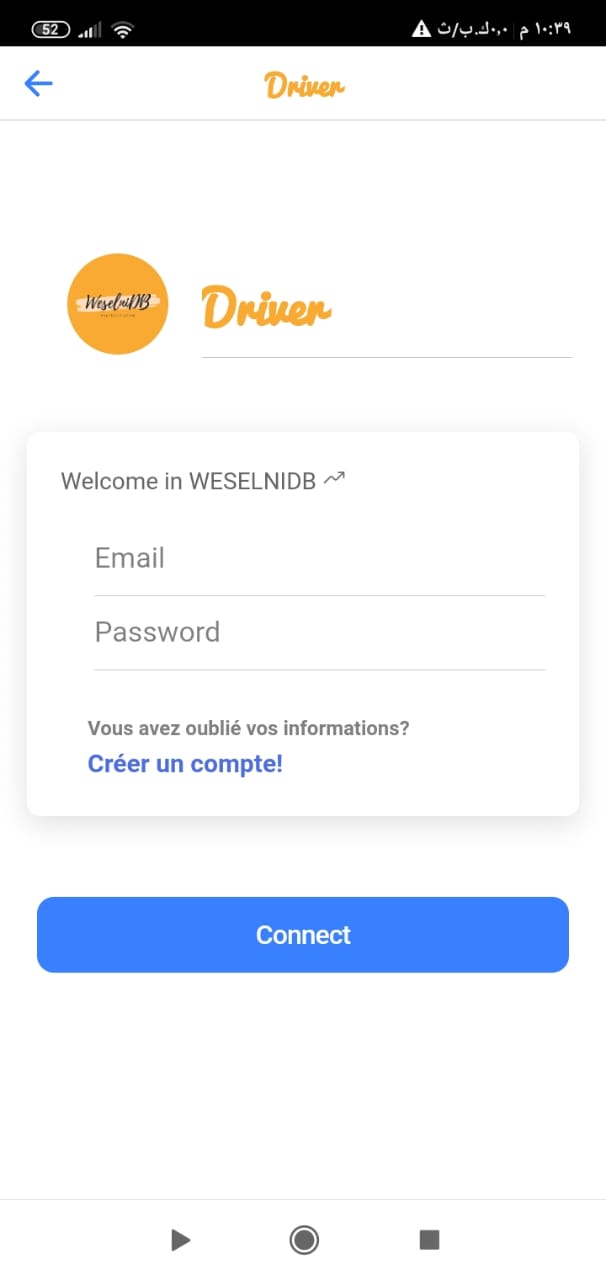 52
٠٫٠ك.ب/ث | ١٠:٣٩ م
Driver
WeselniDB
Driver
Welcome in WESELNIDB
Email
Password
Vous avez oublié vos informations?
Créer un compte!
Connect